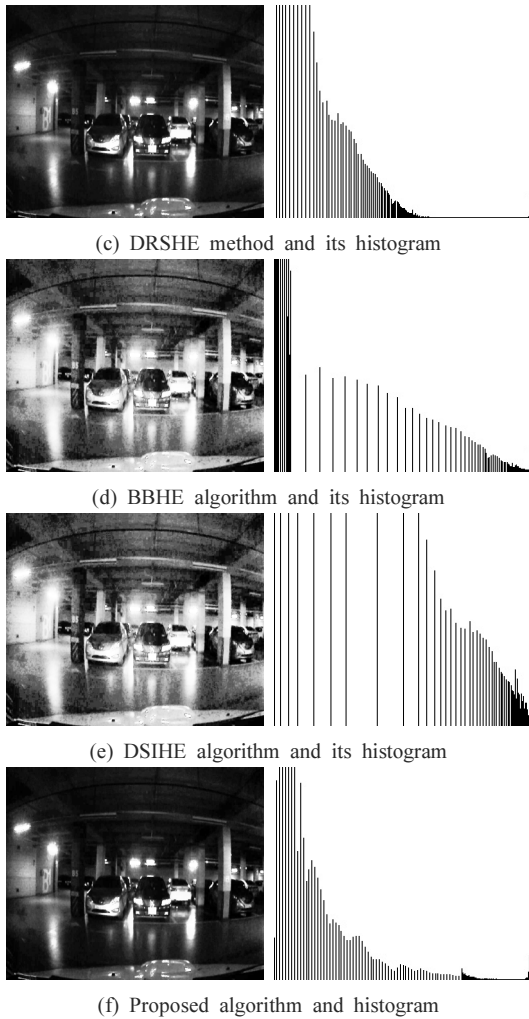 (c) DRSHE method and its histogram
(d) BBHE algorithm and its histogram
(e) DSIHE algorithm and its histogram
(f) Proposed algorithm and histogram